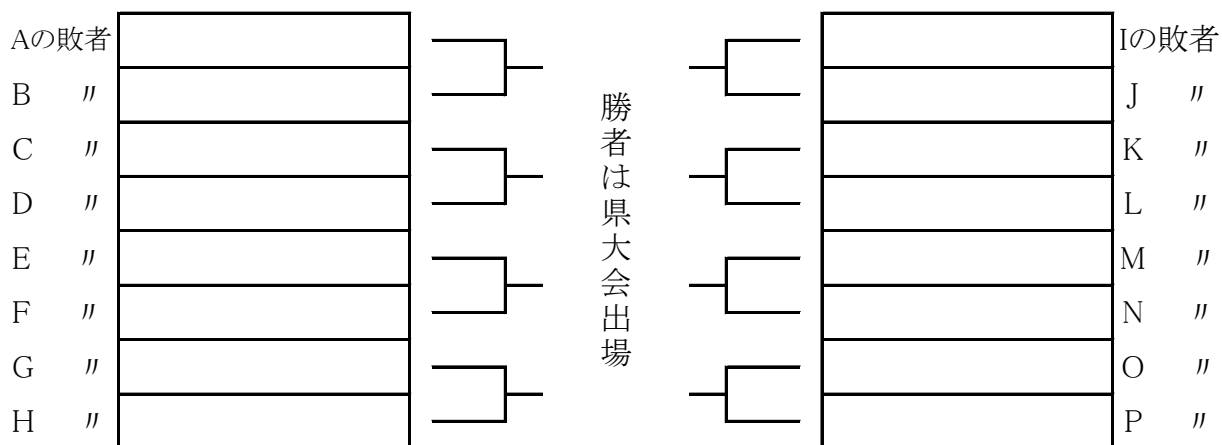 Aの敗者
B 〃
C 〃
D 〃
E 〃
F 〃
G 〃
H 〃
勝者は県大会出場
Iの敗者
J 〃
K 〃
L 〃
M 〃
N 〃
O 〃
P 〃